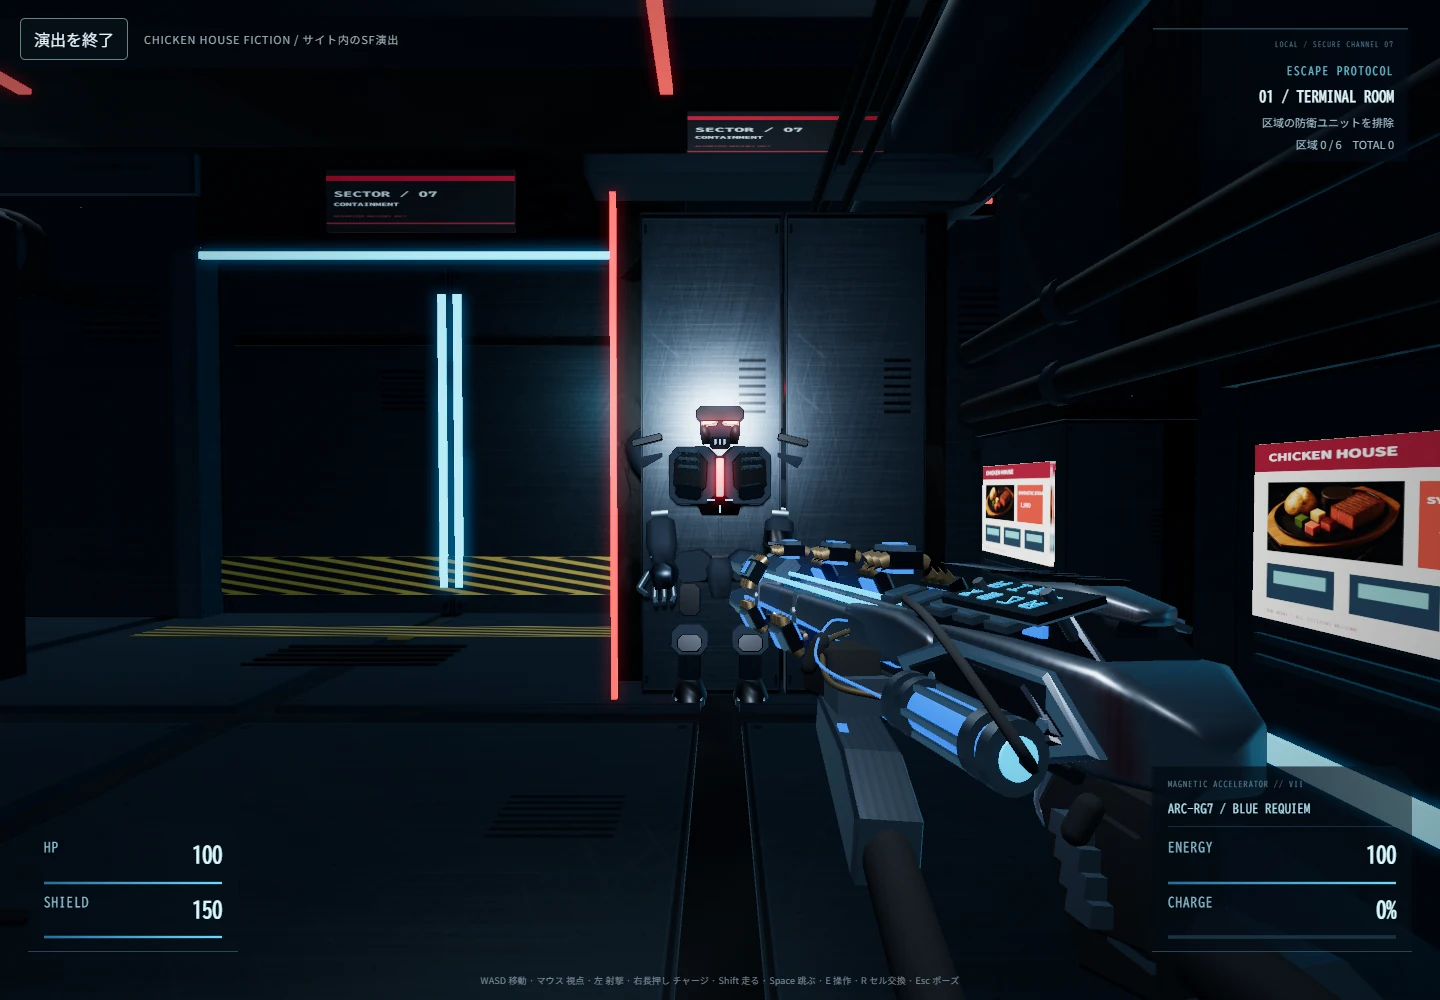 演出を終了
CHICKEN HOUSE FICTION / サイト内のSF演出
LOCAL / SECURE CHANNEL 07
ESCAPE PROTOCOL
01 / TERMINAL ROOM
区域の防衛ユニットを排除
区域 0 / 6 TOTAL 0
SECTOR / 07
CONTAINMENT
SECTOR / 07
CONTAINMENT
CHICKEN HOUSE
CHICKEN HOUSE
MAGNETIC ACCELERATOR // VII
ARC-RG7 / BLUE REQUIEM
HP 100
SHIELD 150
ENERGY 100
CHARGE 0%
WASD 移動・マウス 視点・左 射撃・右長押し チャージ・Shift 走る・Space 跳ぶ・E 操作・R セル交換・Esc ポーズ